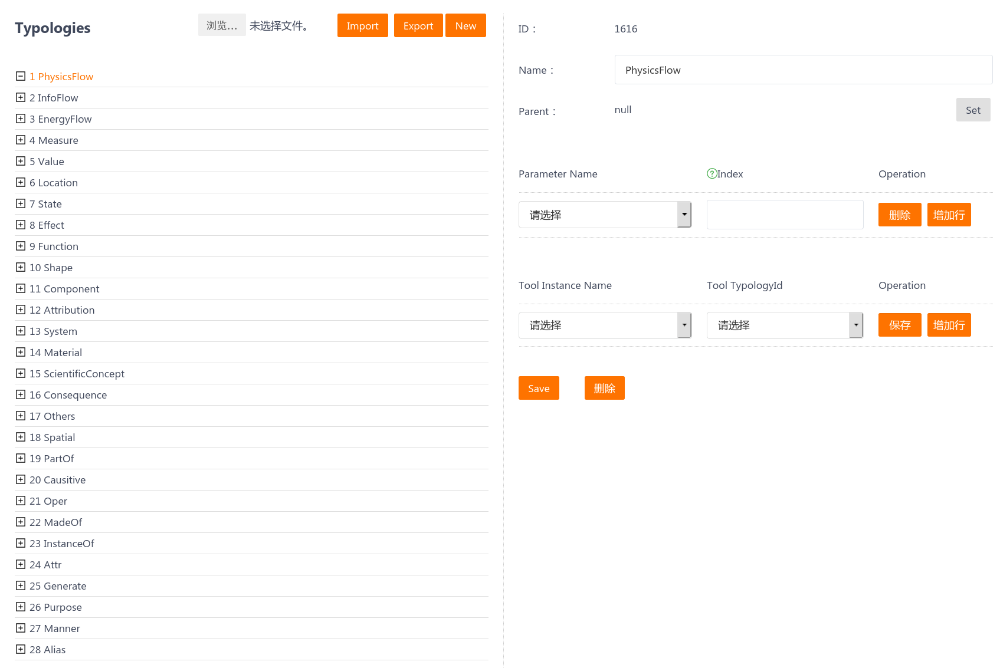 Typologies
浏览… 未选择文件。
Import Export New
1 PhysicsFlow
2 InfoFlow
3 EnergyFlow
4 Measure
5 Value
6 Location
7 State
8 Effect
9 Function
10 Shape
11 Component
12 Attribution
13 System
14 Material
15 ScientificConcept
16 Consequence
17 Others
18 Spatial
19 PartOf
20 Causitive
21 Oper
22 MadeOf
23 InstanceOf
24 Attr
25 Generate
26 Purpose
27 Manner
28 Alias
ID： 1616
Name： PhysicsFlow
Parent： null Set
Parameter Name ?Index Operation
请选择 删除 增加行
Tool Instance Name Tool TypologyId Operation
请选择 请选择 保存 增加行
Save 删除